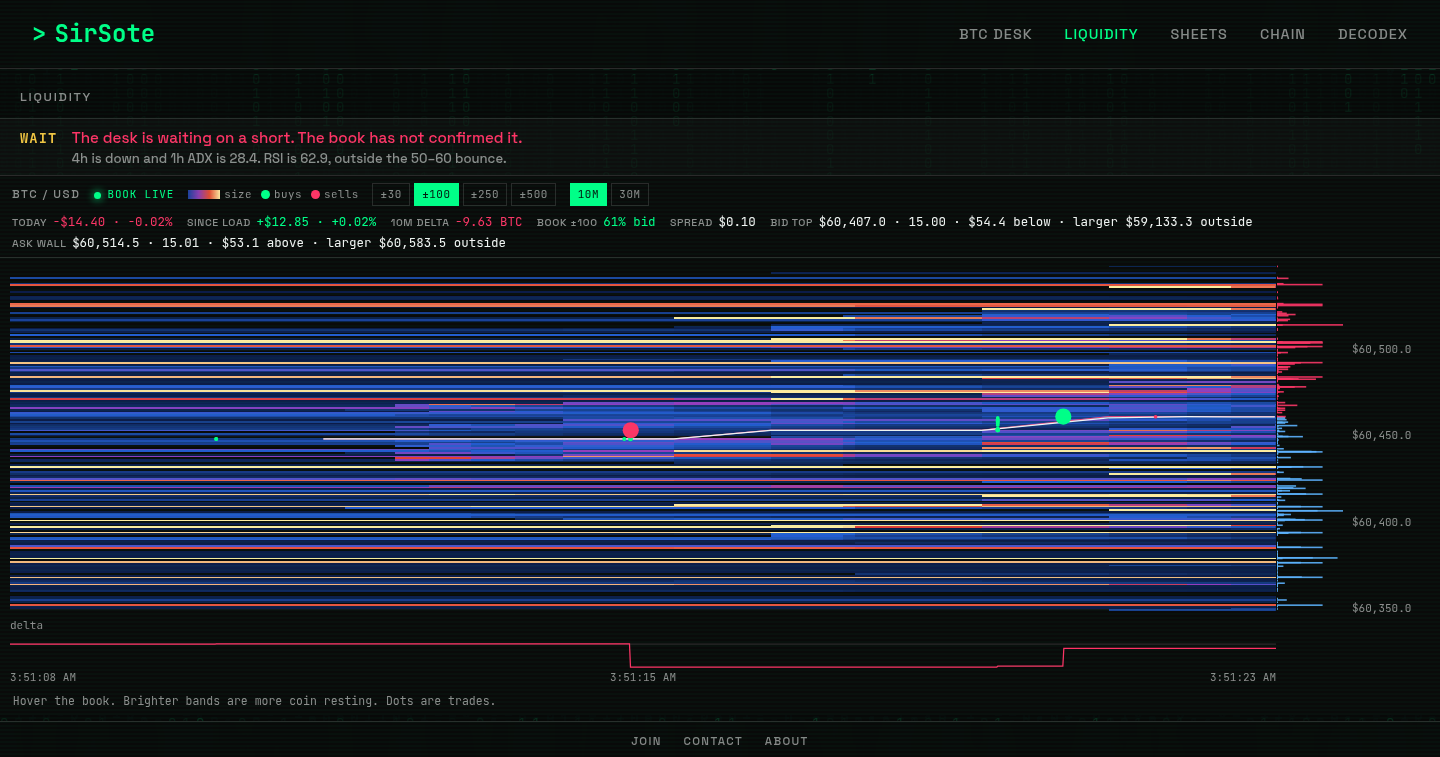 > SirSote
BTC DESK LIQUIDITY SHEETS CHAIN DECODEX
LIQUIDITY
WAIT The desk is waiting on a short. The book has not confirmed it.
4h is down and 1h ADX is 28.4. RSI is 62.9, outside the 50–60 bounce.
BTC / USD BOOK LIVE size buys sells ±30 ±100 ±250 ±500 10M 30M
TODAY -$14.40 · -0.02% SINCE LOAD +$12.85 · +0.02% 10M DELTA -9.63 BTC BOOK ±100 61% bid SPREAD $0.10 BID TOP $60,407.0 · 15.00 · $54.4 below · larger $59,133.3 outside
ASK WALL $60,514.5 · 15.01 · $53.1 above · larger $60,583.5 outside
$60,500.0
$60,450.0
$60,400.0
$60,350.0
delta
3:51:08 AM 3:51:15 AM 3:51:23 AM
Hover the book. Brighter bands are more coin resting. Dots are trades.
JOIN CONTACT ABOUT